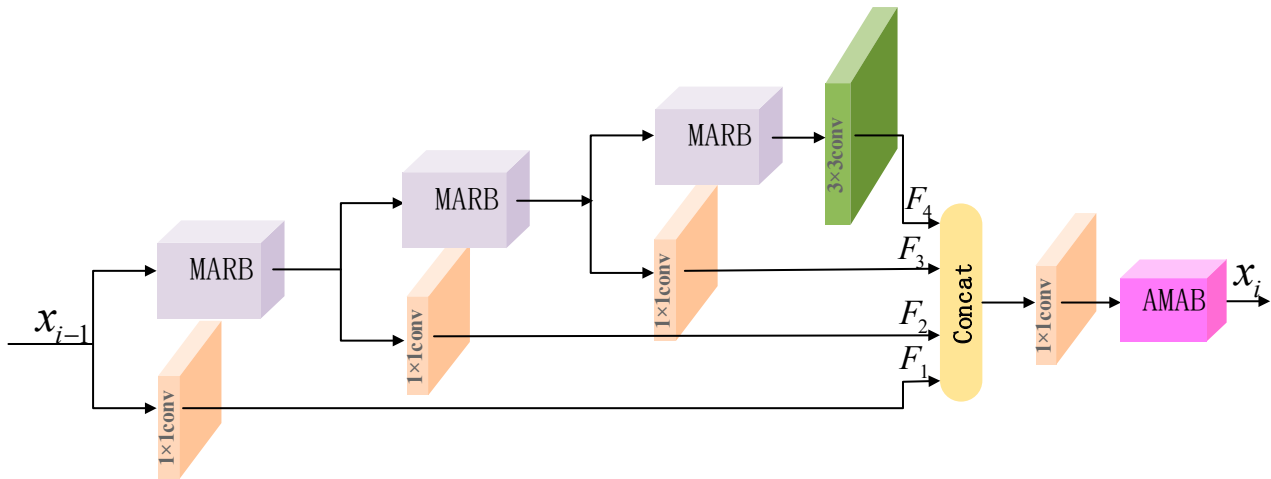 MARB
3×3conv
MARB
F₄
MARB
1×1conv
F₃
xᵢ₋₁
1×1conv
F₂
Concat
1×1conv
AMAB
xᵢ
1×1conv
F₁